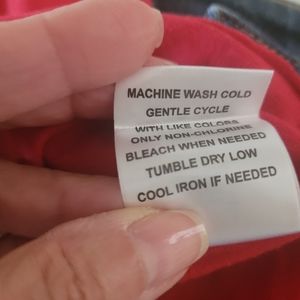 MACHINE WASH COLD
GENTLE CYCLE
WITH LIKE COLORS
ONLY NON-CHLORINE
BLEACH WHEN NEEDED
TUMBLE DRY LOW
COOL IRON IF NEEDED